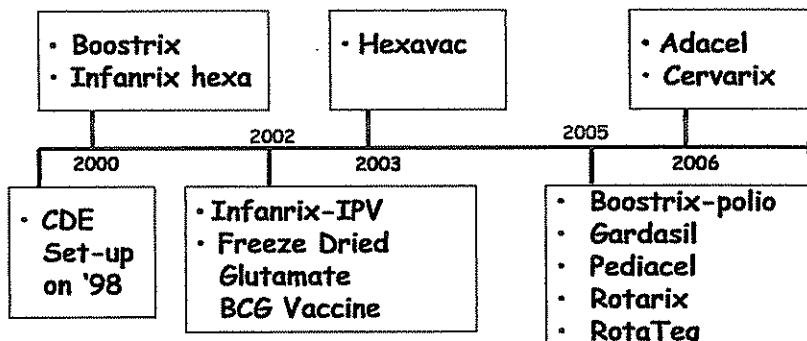 · Boostrix
· Infanrix hexa
· Hexavac
· Adacel
· Cervarix
2002
2005
2000
2003
2006
· CDE
Set-up
on '98
· Infanrix-IPV
· Freeze Dried
Glutamate
BCG Vaccine
· Boostrix-polio
· Gardasil
· Pediacel
· Rotarix
· RotaTeq